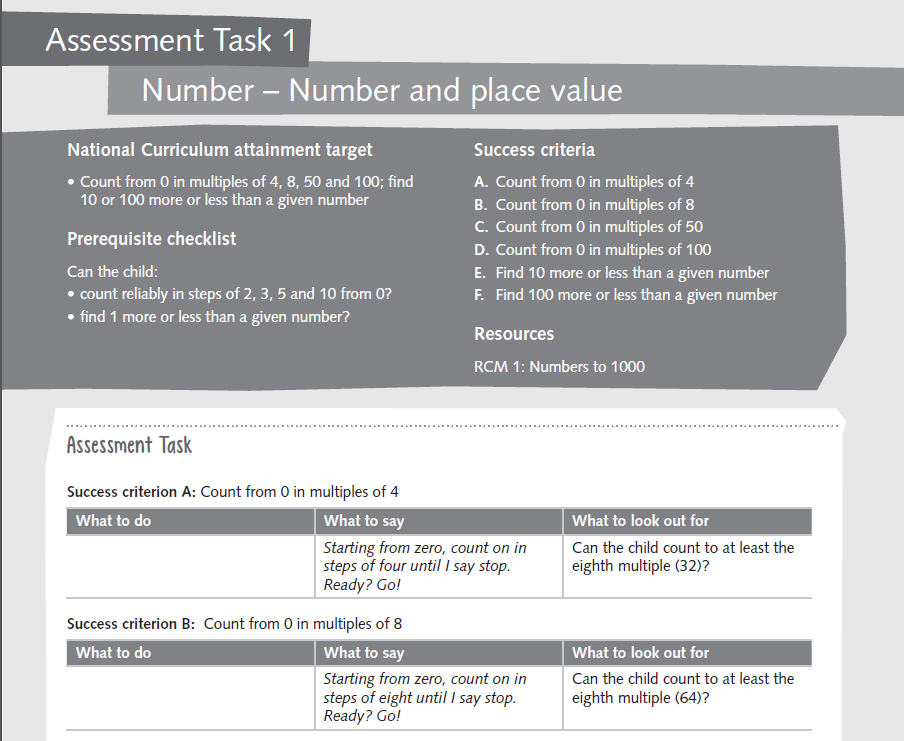 Assessment Task 1
Number – Number and place value
National Curriculum attainment target
• Count from 0 in multiples of 4, 8, 50 and 100; find
10 or 100 more or less than a given number
Prerequisite checklist
Can the child:
• count reliably in steps of 2, 3, 5 and 10 from 0?
• find 1 more or less than a given number?
Success criteria
A. Count from 0 in multiples of 4
B. Count from 0 in multiples of 8
C. Count from 0 in multiples of 50
D. Count from 0 in multiples of 100
E. Find 10 more or less than a given number
F. Find 100 more or less than a given number
Resources
RCM 1: Numbers to 1000
Assessment Task
Success criterion A: Count from 0 in multiples of 4
What to do
What to say
What to look out for
Starting from zero, count on in
steps of four until I say stop.
Ready? Go!
Can the child count to at least the
eighth multiple (32)?
Success criterion B: Count from 0 in multiples of 8
What to do
What to say
What to look out for
Starting from zero, count on in
steps of eight until I say stop.
Ready? Go!
Can the child count to at least the
eighth multiple (64)?